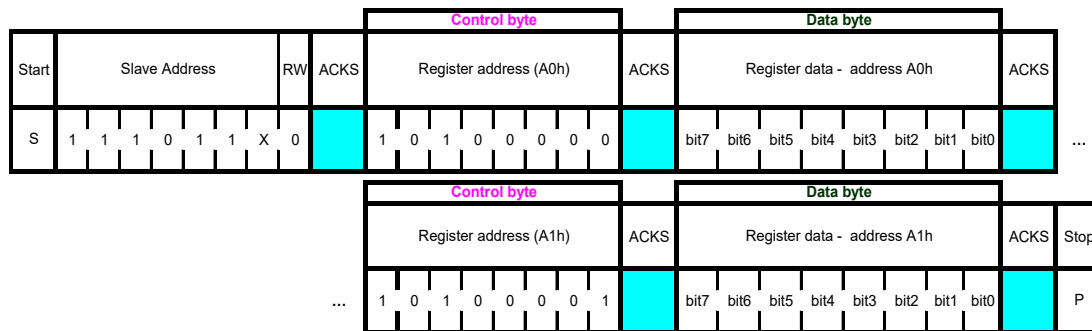 Control byte Data byte
Start Slave Address RW ACKS Register address (A0h) ACKS Register data - address A0h ACKS
S 1 1 1 0 1 1 X 0 1 0 1 0 0 0 0 0 bit7 bit6 bit5 bit4 bit3 bit2 bit1 bit0 ...
Control byte Data byte
Register address (A1h) ACKS Register data - address A1h ACKS Stop
... 1 0 1 0 0 0 0 1 bit7 bit6 bit5 bit4 bit3 bit2 bit1 bit0 P